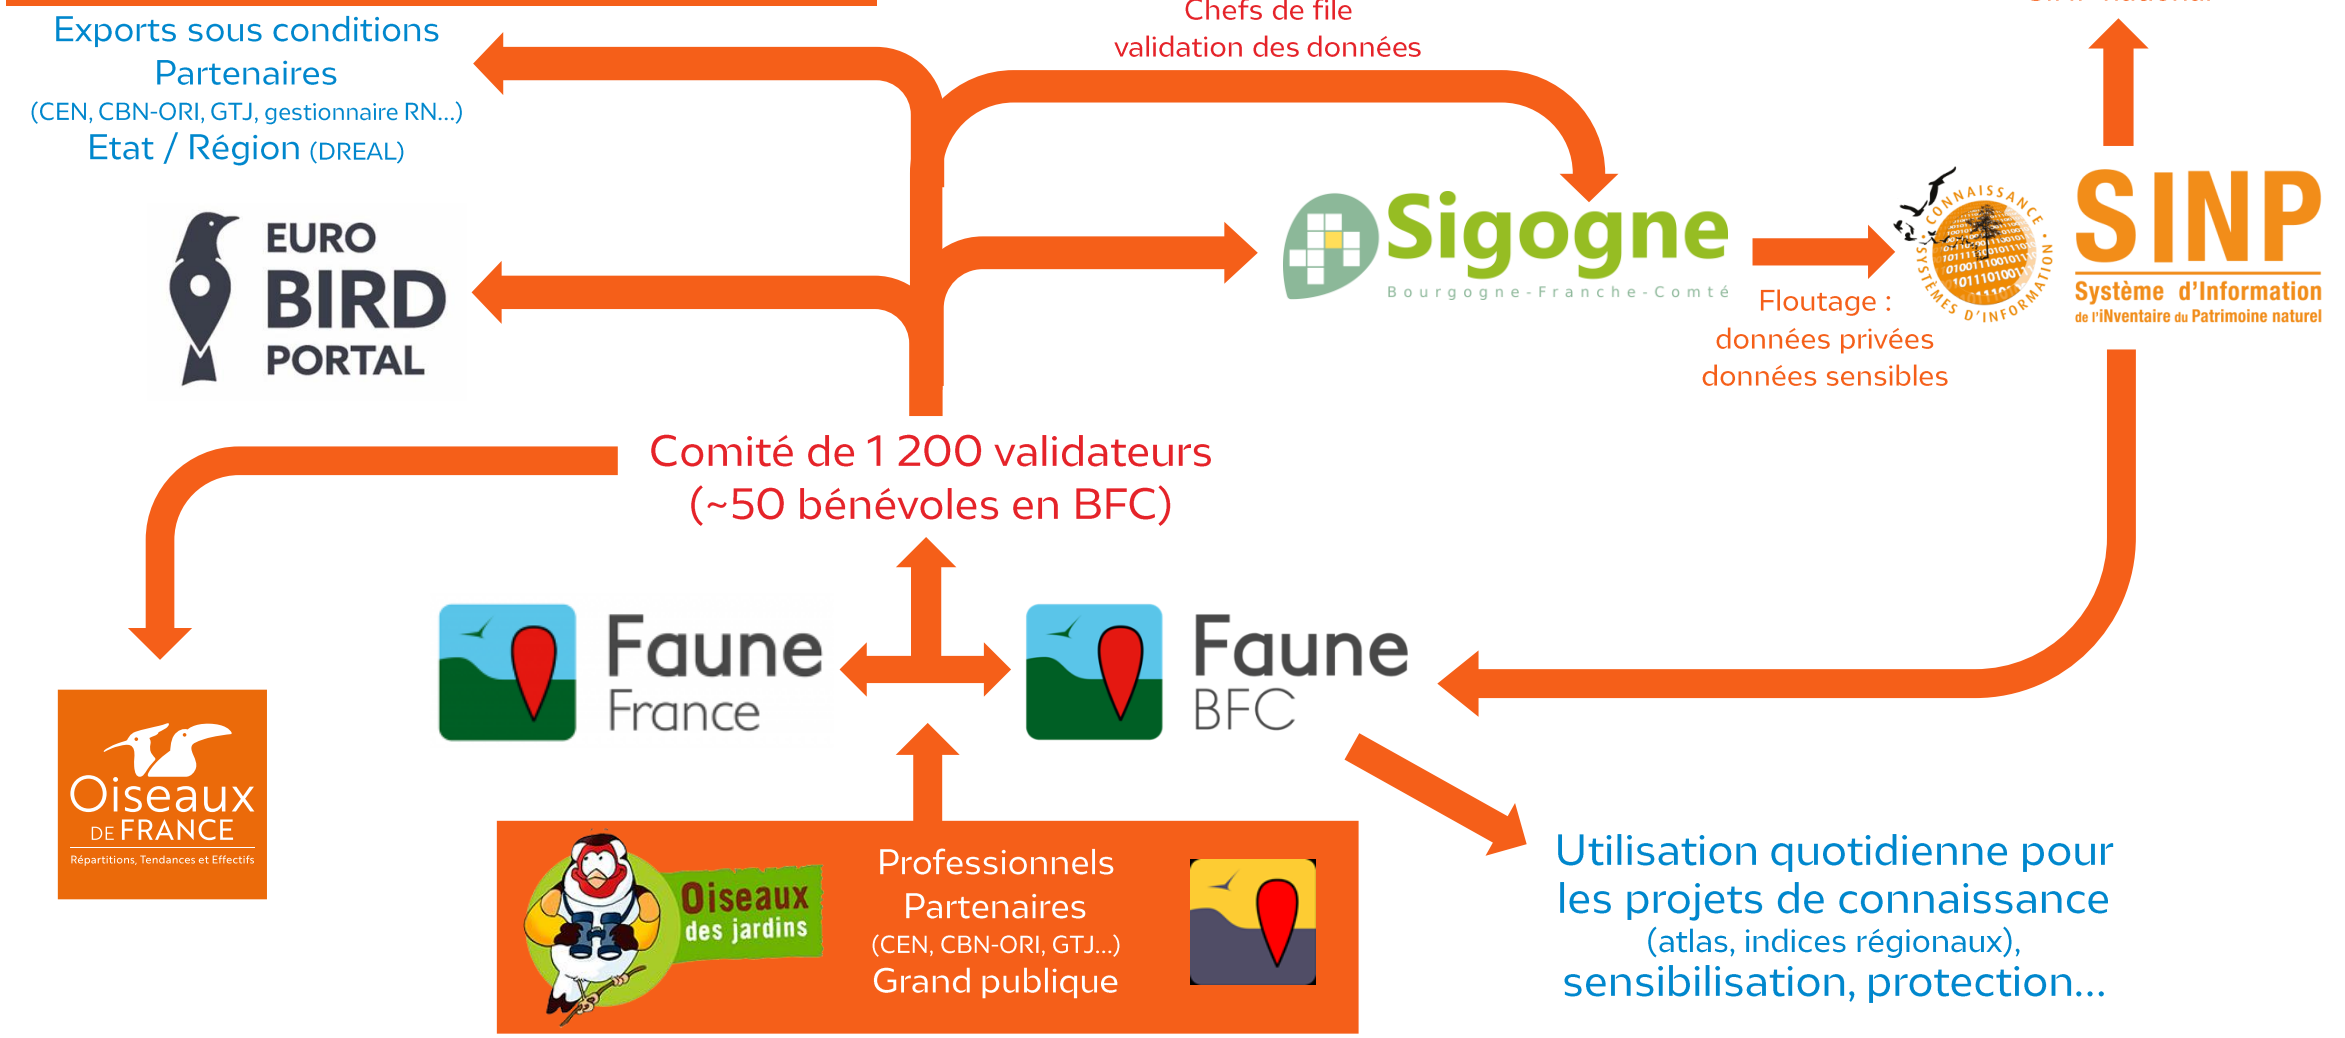 Exports sous conditions
Partenaires
(CEN, CBN-ORI, GTJ, gestionnaire RN...)
Etat / Région (DREAL)
Chefs de file
validation des données
EURO
BIRD
PORTAL
Sigogne
Bourgogne-Franche-Comté
Floutage :
données privées
données sensibles
CONNAISSANCE
SYSTÈMES D'INFORMATION
SINP
Système d'Information
de l'iNventaire du Patrimoine naturel
Comité de 1 200 validateurs
(~50 bénévoles en BFC)
Faune
France
Faune
BFC
Oiseaux
DE FRANCE
Répartitions, Tendances et Effectifs
Oiseaux
des jardins
Professionnels
Partenaires
(CEN, CBN-ORI, GTJ...)
Grand publique
Utilisation quotidienne pour
les projets de connaissance
(atlas, indices régionaux),
sensibilisation, protection...